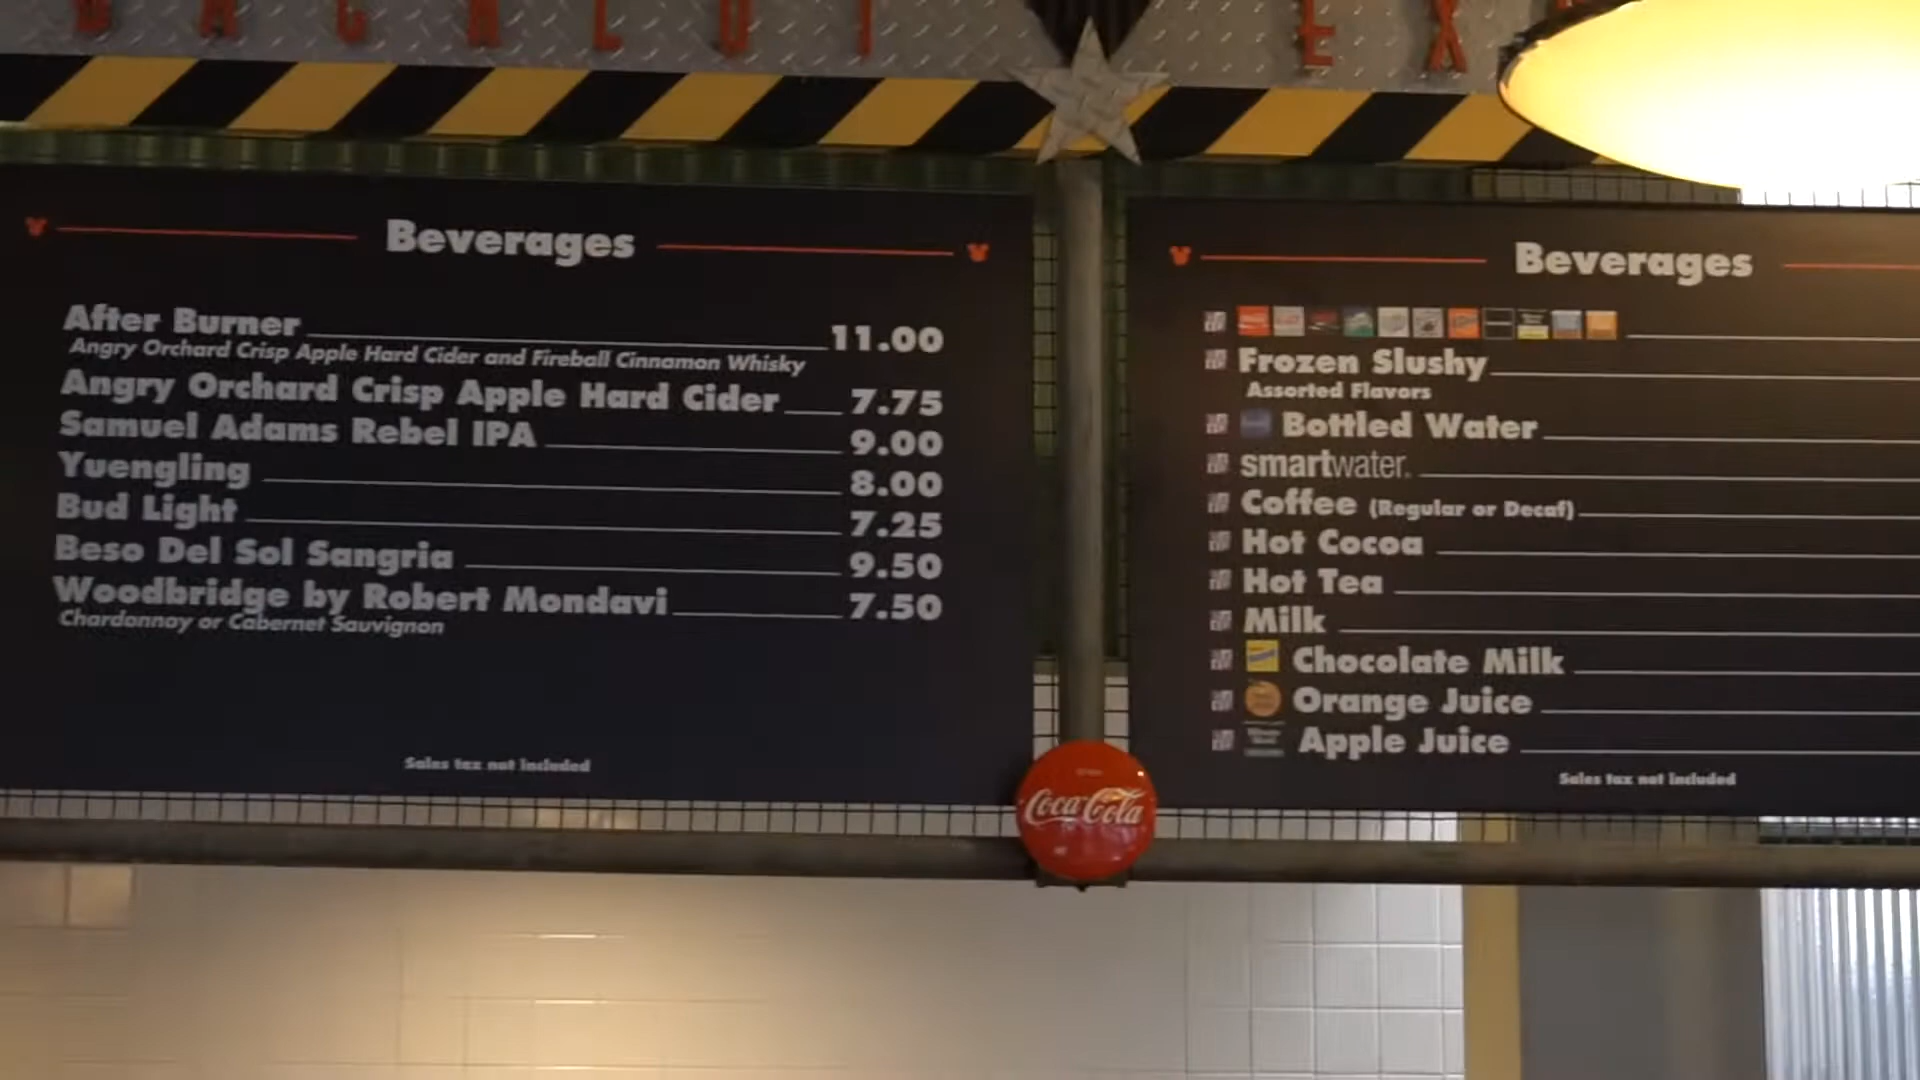 BACKLOT EX
Beverages
After Burner 11.00
Angry Orchard Crisp Apple Hard Cider and Fireball Cinnamon Whisky
Angry Orchard Crisp Apple Hard Cider 7.75
Samuel Adams Rebel IPA 9.00
Yuengling 8.00
Bud Light 7.25
Beso Del Sol Sangria 9.50
Woodbridge by Robert Mondavi 7.50
Chardonnay or Cabernet Sauvignon
Sales tax not included
Beverages
Frozen Slushy
Assorted Flavors
Bottled Water
smartwater.
Coffee (Regular or Decaf)
Hot Cocoa
Hot Tea
Milk
Chocolate Milk
Orange Juice
Apple Juice
Sales tax not included
Coca-Cola